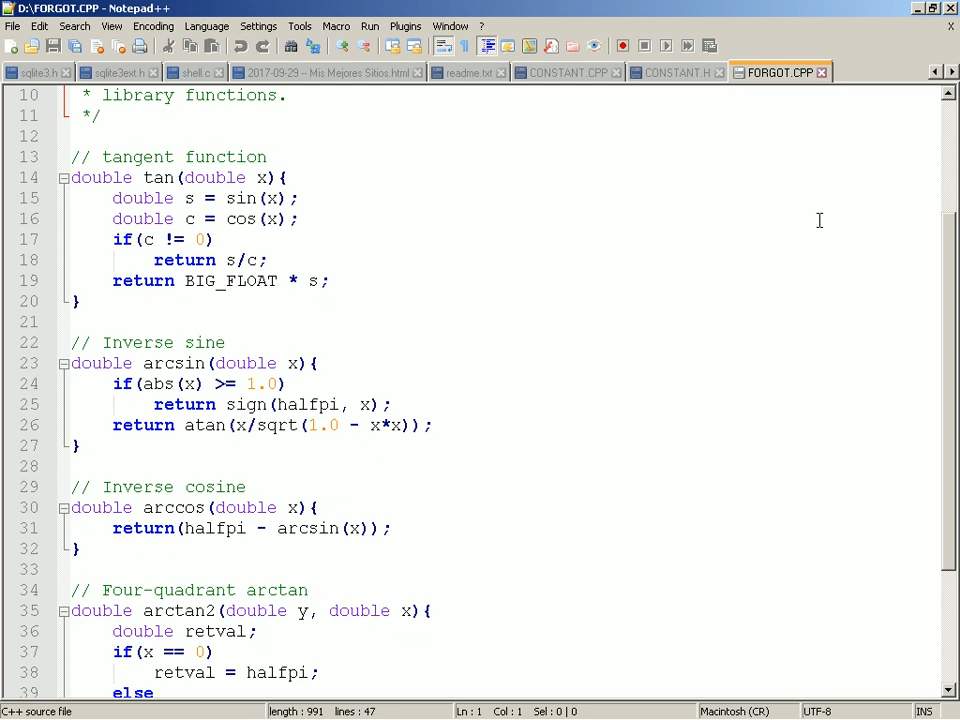 D:\FORGOT.CPP - Notepad++
File Edit Search View Encoding Language Settings Tools Macro Run Plugins Window ? X
sqlite3.h sqlite3ext.h shell.c 2017-09-29 -- Mis Mejores Sitios.html readme.txt CONSTANT.CPP CONSTANT.H FORGOT.CPP
10 * library functions.
11 */
12
13 // tangent function
14 double tan(double x){
15 double s = sin(x);
16 double c = cos(x);
17 if(c != 0)
18 return s/c;
19 return BIG_FLOAT * s;
20 }
21
22 // Inverse sine
23 double arcsin(double x){
24 if(abs(x) >= 1.0)
25 return sign(halfpi, x);
26 return atan(x/sqrt(1.0 - x*x));
27 }
28
29 // Inverse cosine
30 double arccos(double x){
31 return(halfpi - arcsin(x));
32 }
33
34 // Four-quadrant arctan
35 double arctan2(double y, double x){
36 double retval;
37 if(x == 0)
38 retval = halfpi;
39 else
C++ source file length : 991 lines : 47 Ln : 1 Col : 1 Sel : 0 | 0 Macintosh (CR) UTF-8 INS